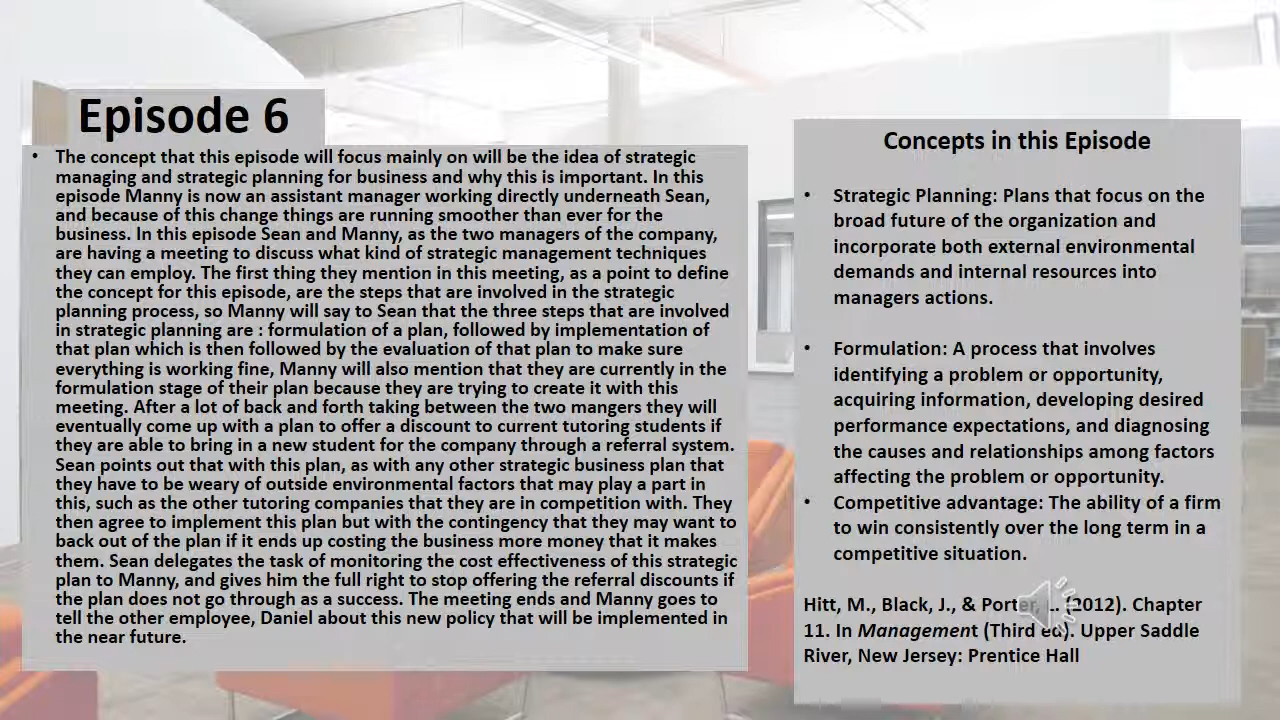 Episode 6
• The concept that this episode will focus mainly on will be the idea of strategic
managing and strategic planning for business and why this is important. In this
episode Manny is now an assistant manager working directly underneath Sean,
and because of this change things are running smoother than ever for the
business. In this episode Sean and Manny, as the two managers of the company,
are having a meeting to discuss what kind of strategic management techniques
they can employ. The first thing they mention in this meeting, as a point to define
the concept for this episode, are the steps that are involved in the strategic
planning process, so Manny will say to Sean that the three steps that are involved
in strategic planning are : formulation of a plan, followed by implementation of
that plan which is then followed by the evaluation of that plan to make sure
everything is working fine, Manny will also mention that they are currently in the
formulation stage of their plan because they are trying to create it with this
meeting. After a lot of back and forth taking between the two mangers they will
eventually come up with a plan to offer a discount to current tutoring students if
they are able to bring in a new student for the company through a referral system.
Sean points out that with this plan, as with any other strategic business plan that
they have to be weary of outside environmental factors that may play a part in
this, such as the other tutoring companies that they are in competition with. They
then agree to implement this plan but with the contingency that they may want to
back out of the plan if it ends up costing the business more money that it makes
them. Sean delegates the task of monitoring the cost effectiveness of this strategic
plan to Manny, and gives him the full right to stop offering the referral discounts if
the plan does not go through as a success. The meeting ends and Manny goes to
tell the other employee, Daniel about this new policy that will be implemented in
the near future.
Concepts in this Episode
• Strategic Planning: Plans that focus on the
broad future of the organization and
incorporate both external environmental
demands and internal resources into
managers actions.
• Formulation: A process that involves
identifying a problem or opportunity,
acquiring information, developing desired
performance expectations, and diagnosing
the causes and relationships among factors
affecting the problem or opportunity.
• Competitive advantage: The ability of a firm
to win consistently over the long term in a
competitive situation.
Hitt, M., Black, J., & Porter, L. (2012). Chapter
11. In Management (Third ed). Upper Saddle
River, New Jersey: Prentice Hall